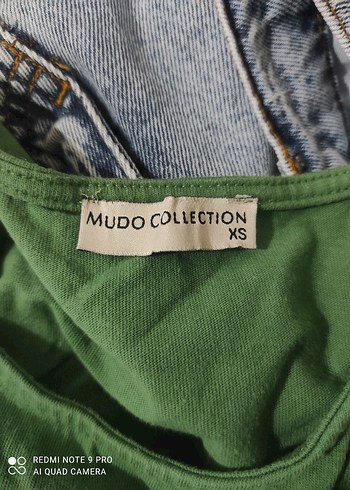 MUDO COLLECTION
XS
REDMI NOTE 9 PRO
AI QUAD CAMERA